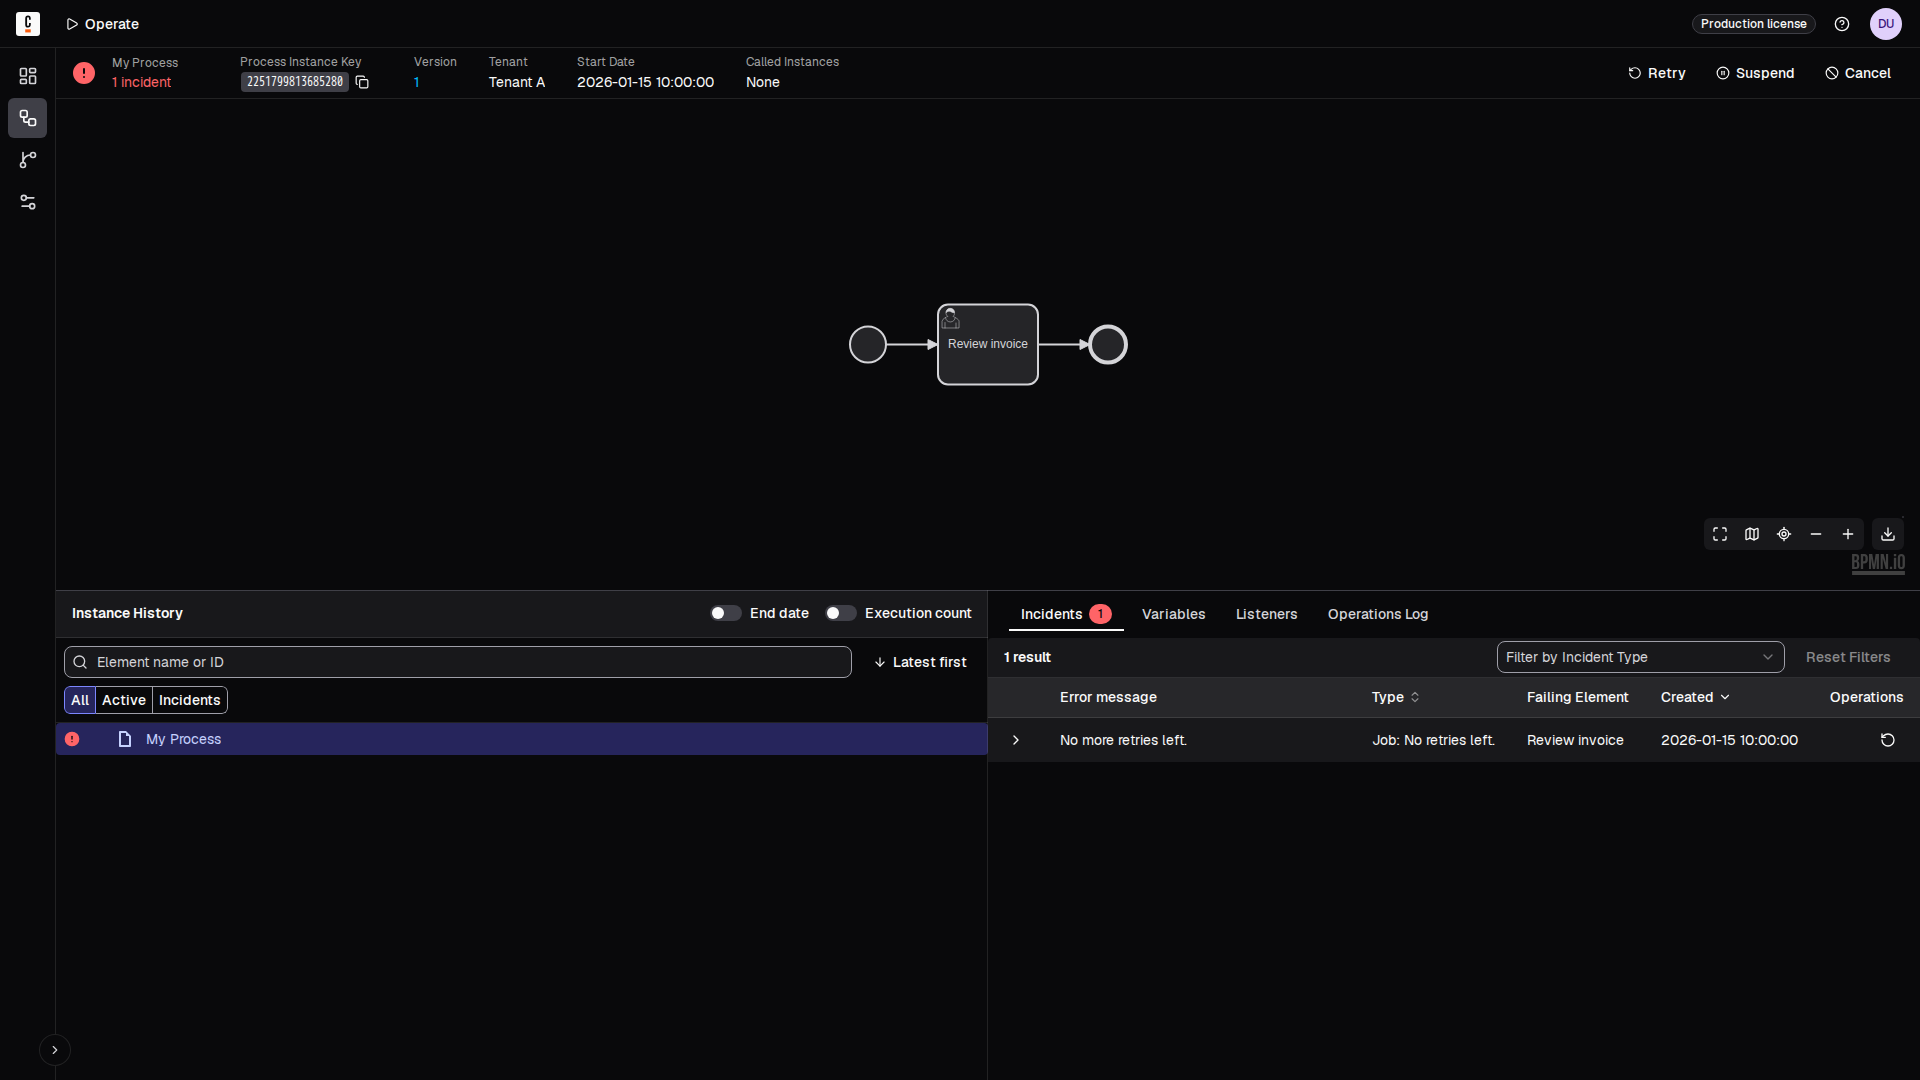 Operate
Production license
DU
My Process
1 incident
Process Instance Key
2251799813685280
Version
1
Tenant
Tenant A
Start Date
2026-01-15 10:00:00
Called Instances
None
Retry
Suspend
Cancel
Review invoice
BPMN.iO
Instance History
End date
Execution count
Element name or ID
Latest first
All
Active
Incidents
My Process
Incidents 1
Variables
Listeners
Operations Log
1 result
Filter by Incident Type
Reset Filters
Error message
Type
Failing Element
Created
Operations
No more retries left.
Job: No retries left.
Review invoice
2026-01-15 10:00:00